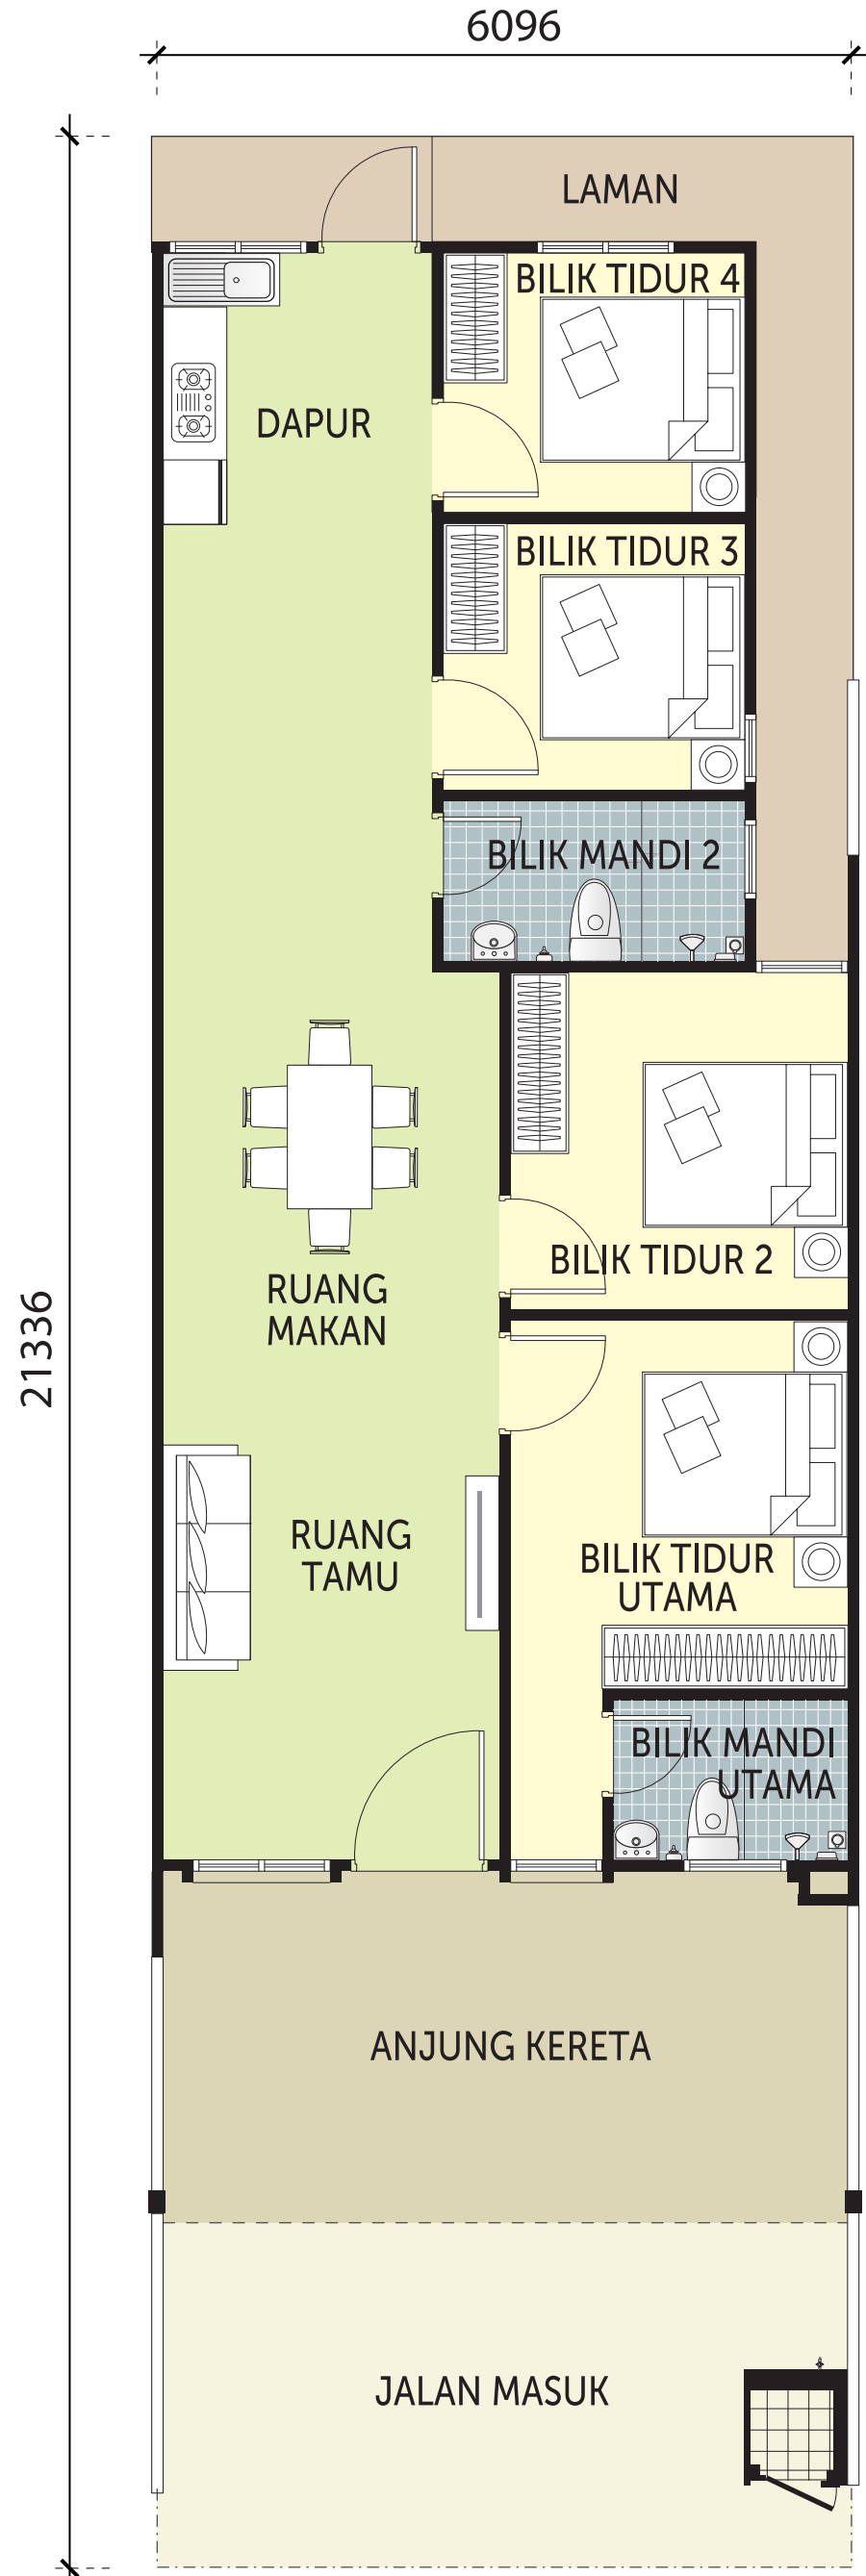 6096
LAMAN
BILIK TIDUR 4
DAPUR
BILIK TIDUR 3
BILIK MANDI 2
BILIK TIDUR 2
RUANG
MAKAN
21336
RUANG
TAMU
BILIK TIDUR
UTAMA
BILIK MANDI
UTAMA
ANJUNG KERETA
JALAN MASUK